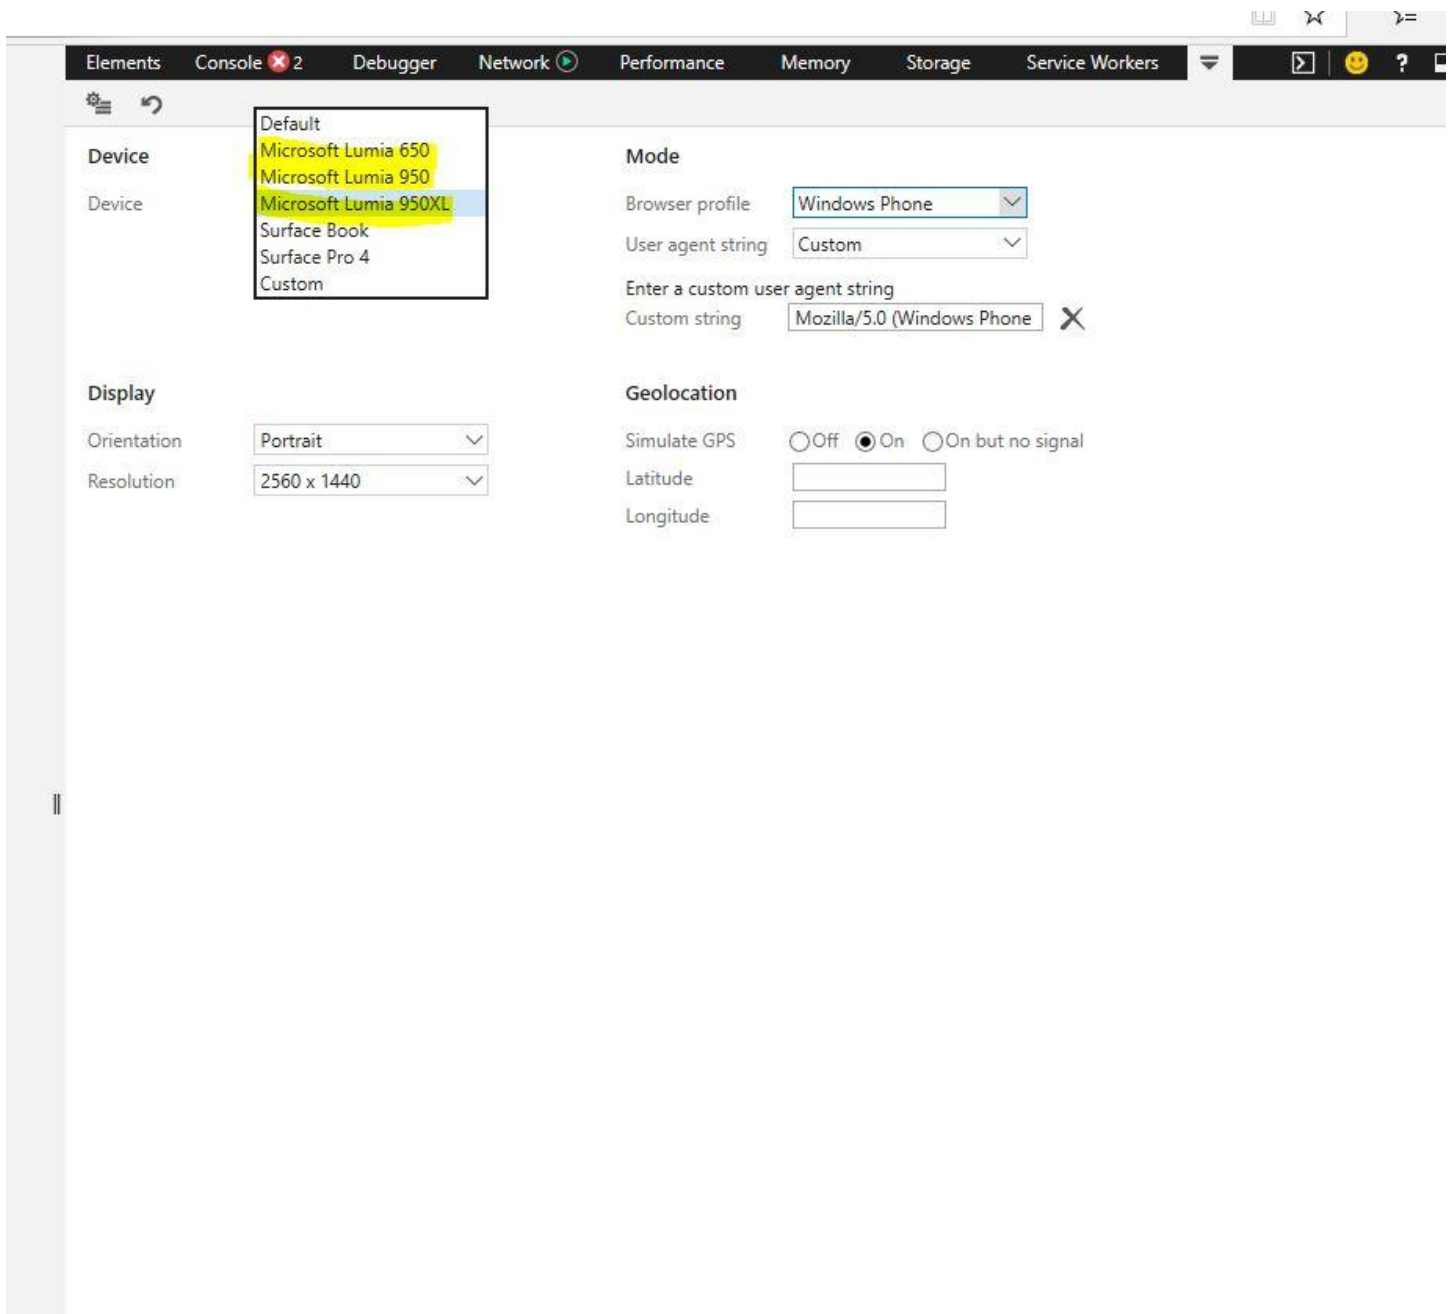 Elements Console 2 Debugger Network Performance Memory Storage Service Workers ?
Device
Device
Default
Microsoft Lumia 650
Microsoft Lumia 950
Microsoft Lumia 950XL
Surface Book
Surface Pro 4
Custom
Mode
Browser profile Windows Phone
User agent string Custom
Enter a custom user agent string
Custom string Mozilla/5.0 (Windows Phone
Display
Orientation Portrait
Resolution 2560 x 1440
Geolocation
Simulate GPS Off On On but no signal
Latitude
Longitude